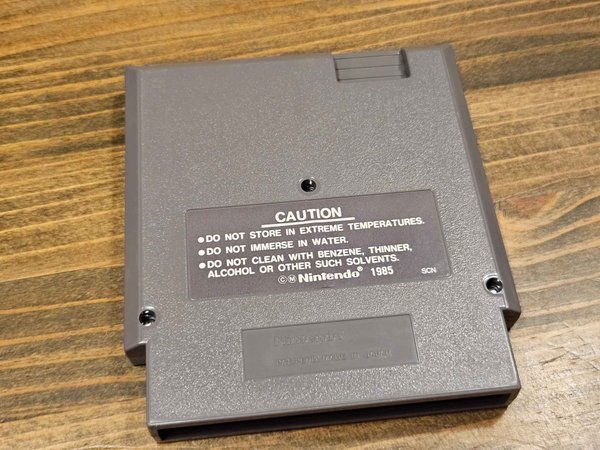 CAUTION
●DO NOT STORE IN EXTREME TEMPERATURES.
●DO NOT IMMERSE IN WATER.
●DO NOT CLEAN WITH BENZENE, THINNER,
ALCOHOL OR OTHER SUCH SOLVENTS.
©Ⓜ Nintendo® 1985 SCN